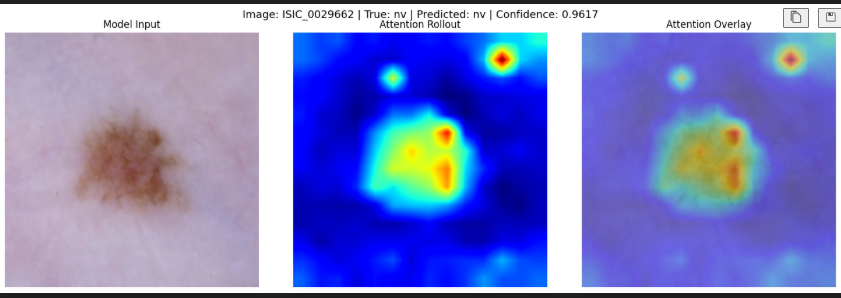 Image: ISIC_0029662 | True: nv | Predicted: nv | Confidence: 0.9617
Model Input
Attention Rollout
Attention Overlay